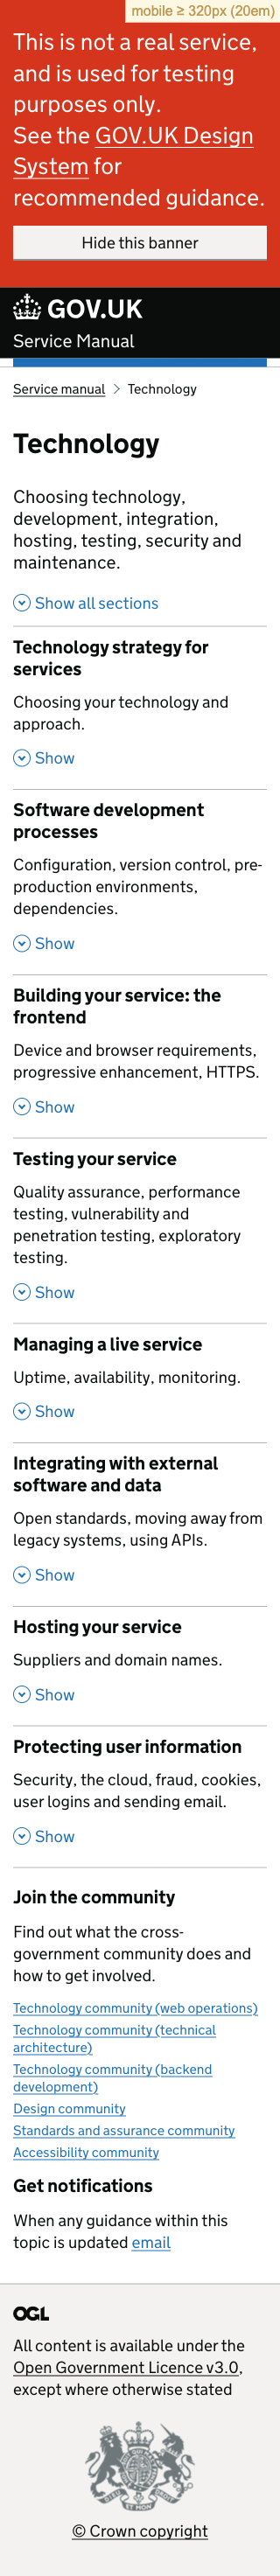 mobile ≥ 320px (20em)
This is not a real service,
and is used for testing
purposes only.
See the GOV.UK Design
System for
recommended guidance.
Hide this banner
GOV.UK
Service Manual
Service manual
Technology
Technology
Choosing technology,
development, integration,
hosting, testing, security and
maintenance.
Show all sections
Technology strategy for
services
Choosing your technology and
approach.
Show
Software development
processes
Configuration, version control, pre-
production environments,
dependencies.
Show
Building your service: the
frontend
Device and browser requirements,
progressive enhancement, HTTPS.
Show
Testing your service
Quality assurance, performance
testing, vulnerability and
penetration testing, exploratory
testing.
Show
Managing a live service
Uptime, availability, monitoring.
Show
Integrating with external
software and data
Open standards, moving away from
legacy systems, using APIs.
Show
Hosting your service
Suppliers and domain names.
Show
Protecting user information
Security, the cloud, fraud, cookies,
user logins and sending email.
Show
Join the community
Find out what the cross-
government community does and
how to get involved.
Technology community (web operations)
Technology community (technical
architecture)
Technology community (backend
development)
Design community
Standards and assurance community
Accessibility community
Get notifications
When any guidance within this
topic is updated email
OGL
All content is available under the
Open Government Licence v3.0,
except where otherwise stated
© Crown copyright